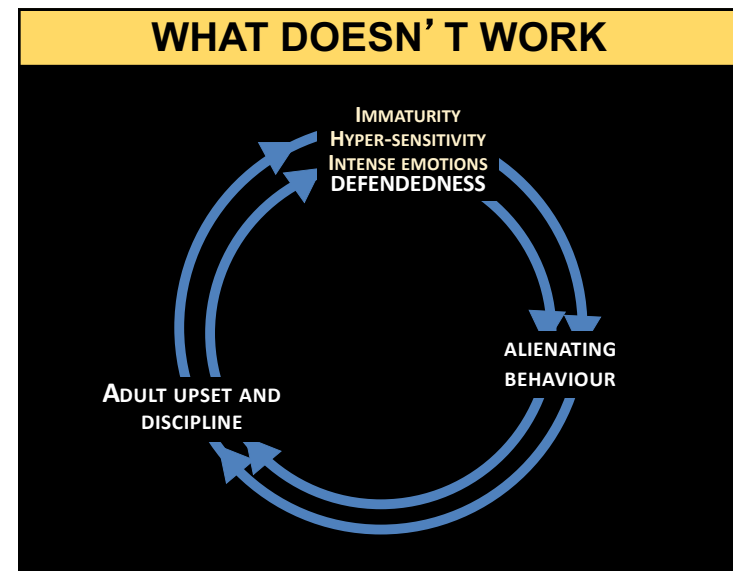 WHAT DOESN’T WORK
IMMATURITY
HYPER-SENSITIVITY
INTENSE EMOTIONS
DEFENDEDNESS
ALIENATING
BEHAVIOUR
ADULT UPSET AND
DISCIPLINE